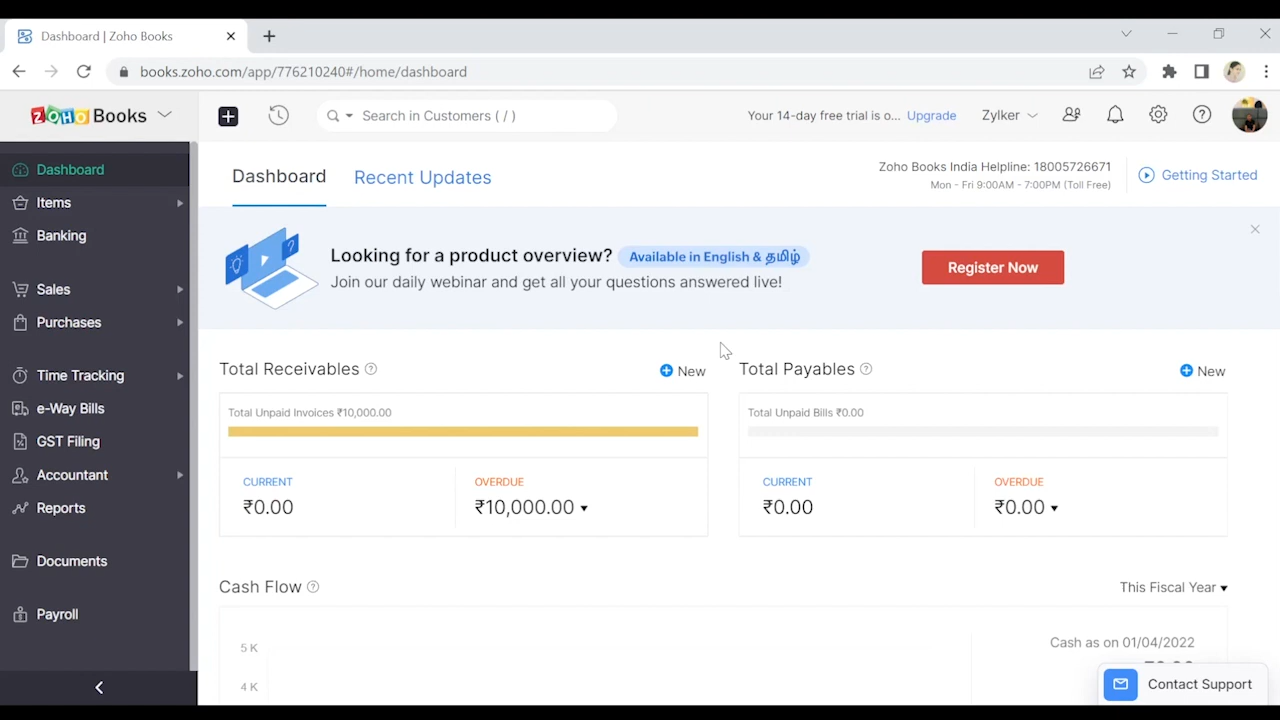 Dashboard | Zoho Books
books.zoho.com/app/776210240#/home/dashboard
ZOHO Books
Search in Customers ( / )
Your 14-day free trial is o... Upgrade
Zylker
Dashboard
Items
Banking
Sales
Purchases
Time Tracking
e-Way Bills
GST Filing
Accountant
Reports
Documents
Payroll
Dashboard
Recent Updates
Zoho Books India Helpline: 18005726671
Mon - Fri 9:00AM - 7:00PM (Toll Free)
Getting Started
Looking for a product overview? Available in English & தமிழ்
Join our daily webinar and get all your questions answered live!
Register Now
Total Receivables
New
Total Unpaid Invoices ₹10,000.00
CURRENT
₹0.00
OVERDUE
₹10,000.00
Total Payables
New
Total Unpaid Bills ₹0.00
CURRENT
₹0.00
OVERDUE
₹0.00
Cash Flow
This Fiscal Year
5 K
4 K
Cash as on 01/04/2022
Contact Support